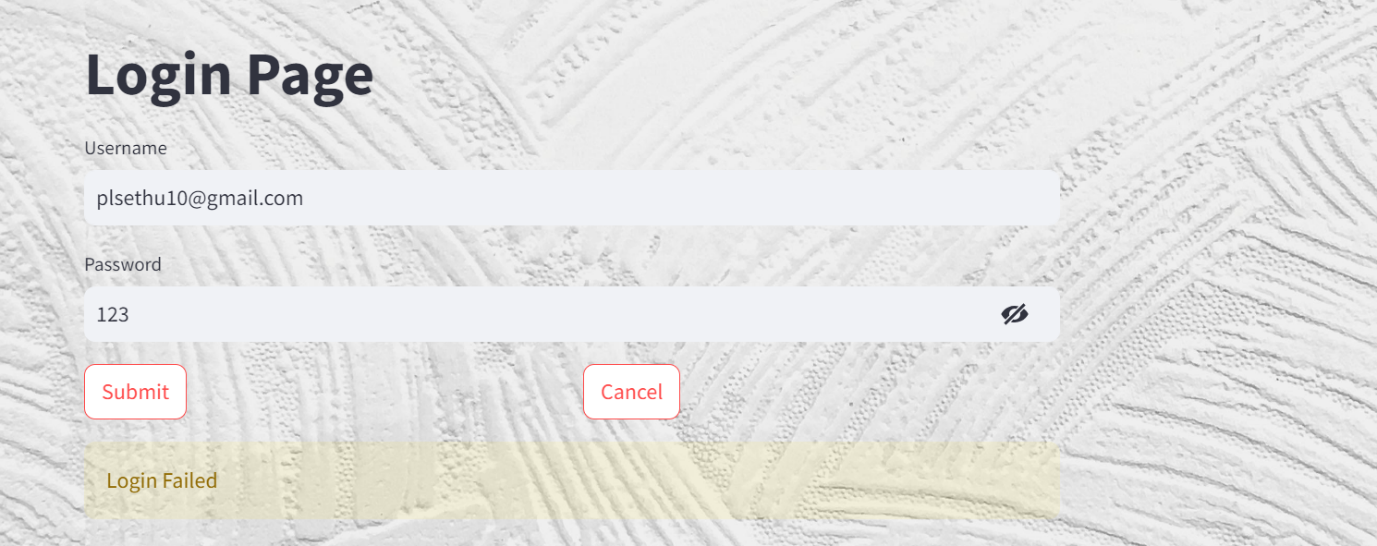 Login Page
Username
plsethu10@gmail.com
Password
123
Submit Cancel
Login Failed